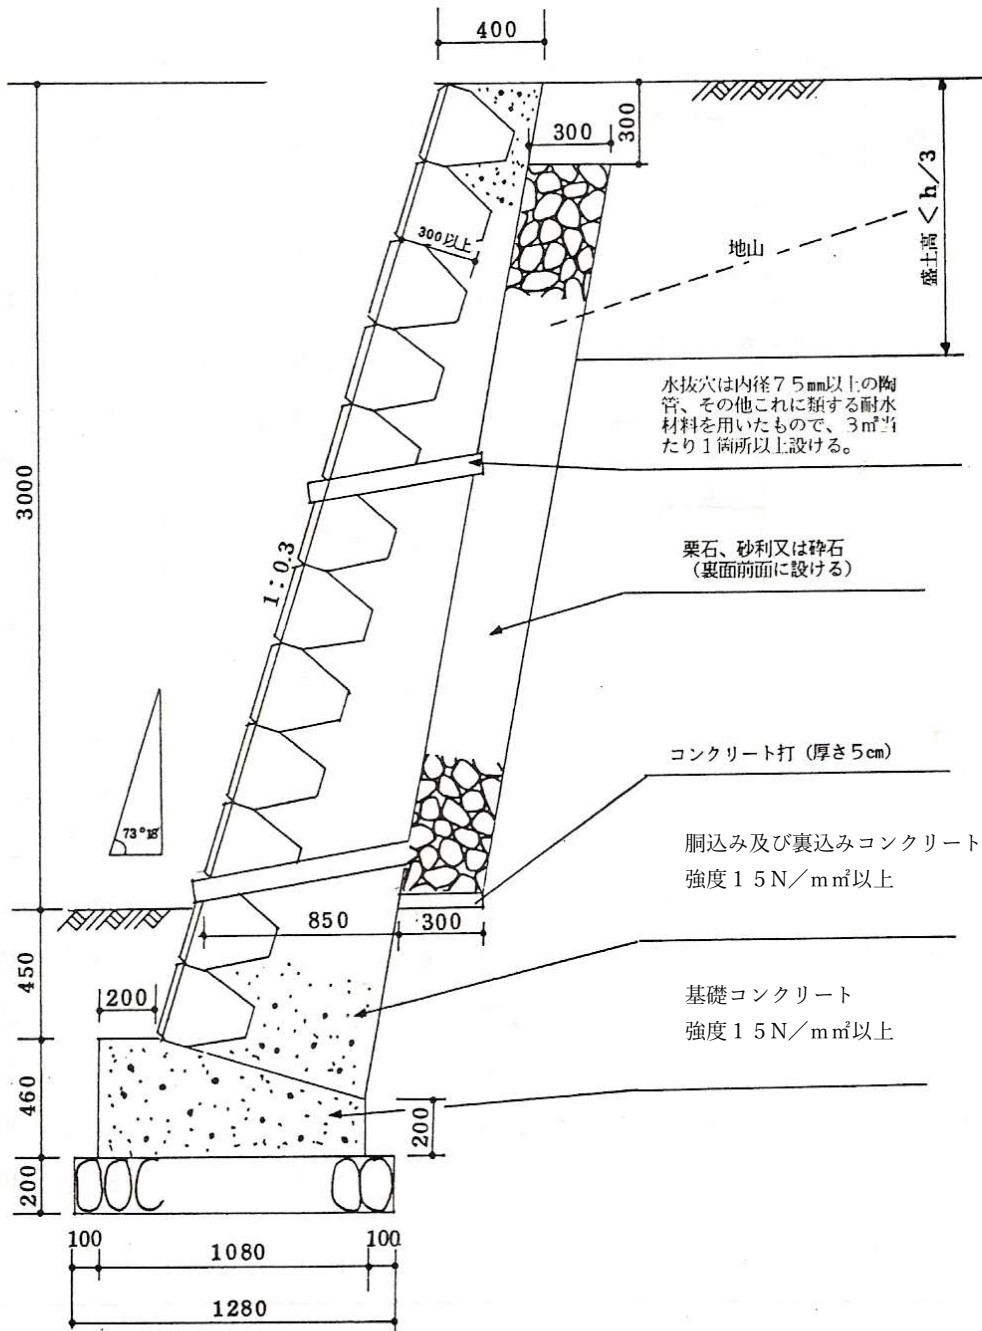 400
300
300
盛土高＜h/3
地山
300以上
水抜穴は内径７５mm以上の陶
管、その他これに類する耐水
材料を用いたもので、３㎡当
たり１箇所以上設ける。
3000
栗石、砂利又は砕石
（裏面前面に設ける）
1：0.3
コンクリート打（厚さ５cm）
73°18′
胴込み及び裏込みコンクリート
強度１５Ｎ／ｍ㎡以上
850
300
450
200
基礎コンクリート
強度１５Ｎ／ｍ㎡以上
460
200
200
100
1080
100
1280